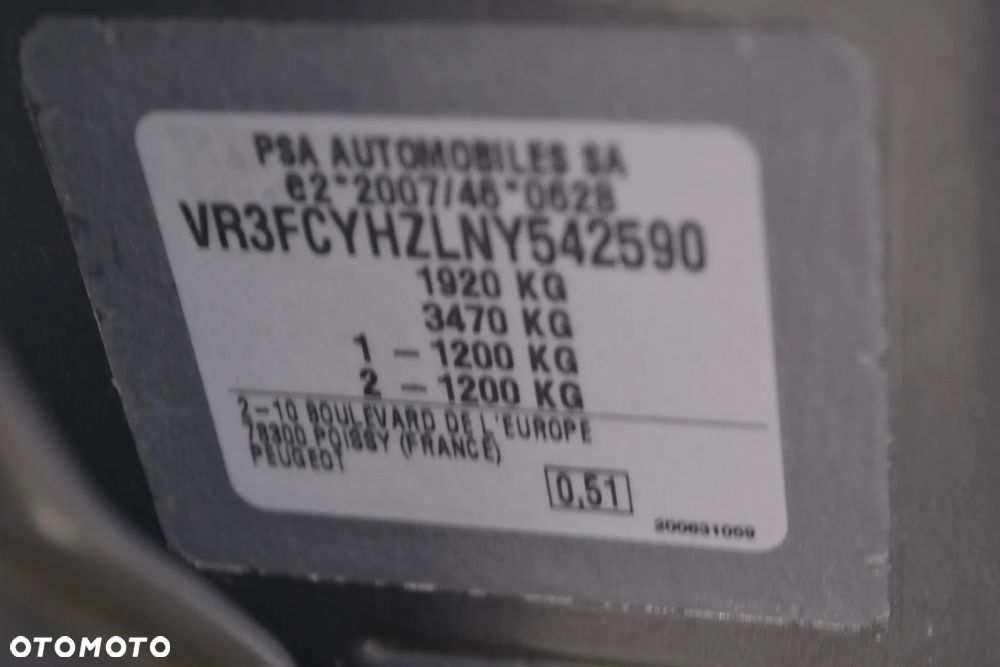 PSA AUTOMOBILES SA
e2*2007/46*0628
VR3FCYHZLNY542590
1920 KG
3470 KG
1 - 1200 KG
2 - 1200 KG
2-10 BOULEVARD DE L'EUROPE
78300 POISSY (FRANCE)
PEUGEOT
0,51
200631069
OTOMOTO